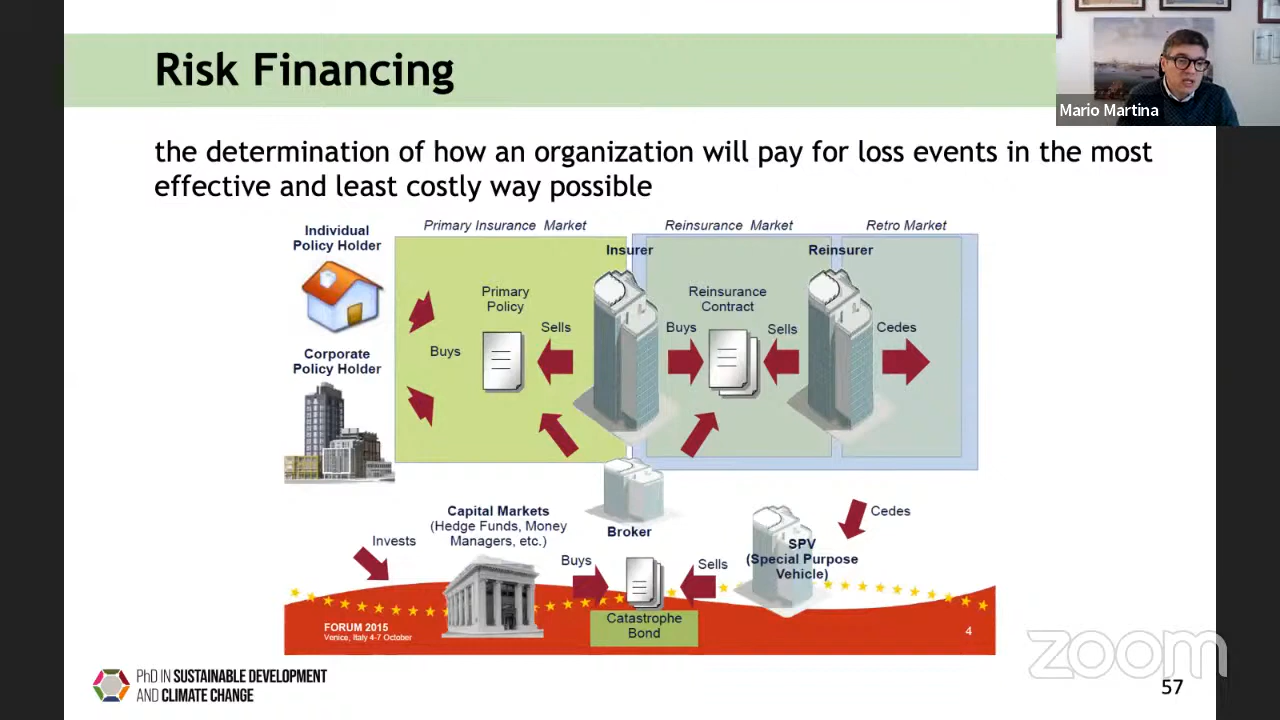 Risk Financing
Mario Martina
the determination of how an organization will pay for loss events in the most
effective and least costly way possible
Individual
Policy Holder
Primary Insurance Market
Reinsurance Market
Retro Market
Insurer
Reinsurer
Primary
Policy
Reinsurance
Contract
Sells
Buys
Sells
Cedes
Buys
Corporate
Policy Holder
Capital Markets
(Hedge Funds, Money
Managers, etc.)
Broker
Cedes
Invests
Buys
Sells
SPV
(Special Purpose
Vehicle)
Catastrophe
Bond
FORUM 2015
Venice, Italy 4-7 October
4
PhD IN SUSTAINABLE DEVELOPMENT
AND CLIMATE CHANGE
zoom
57